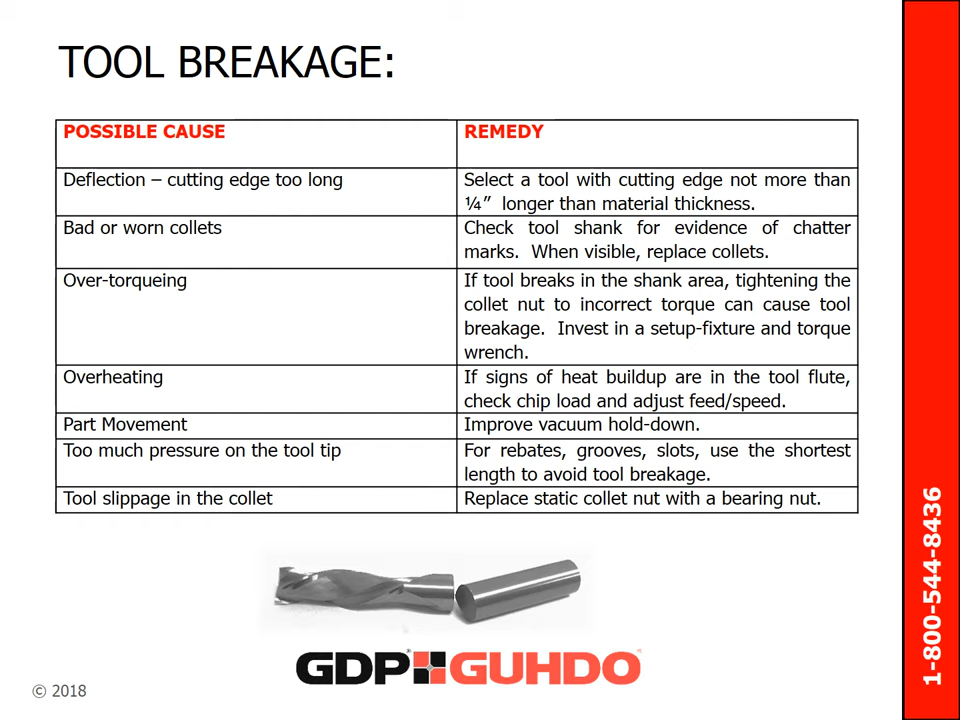 TOOL BREAKAGE:
POSSIBLE CAUSE
REMEDY
Deflection – cutting edge too long
Select a tool with cutting edge not more than
¼” longer than material thickness.
Bad or worn collets
Check tool shank for evidence of chatter
marks. When visible, replace collets.
Over-torqueing
If tool breaks in the shank area, tightening the
collet nut to incorrect torque can cause tool
breakage. Invest in a setup-fixture and torque
wrench.
Overheating
If signs of heat buildup are in the tool flute,
check chip load and adjust feed/speed.
Part Movement
Improve vacuum hold-down.
Too much pressure on the tool tip
For rebates, grooves, slots, use the shortest
length to avoid tool breakage.
Tool slippage in the collet
Replace static collet nut with a bearing nut.
GDP® GUHDO®
© 2018
1-800-544-8436